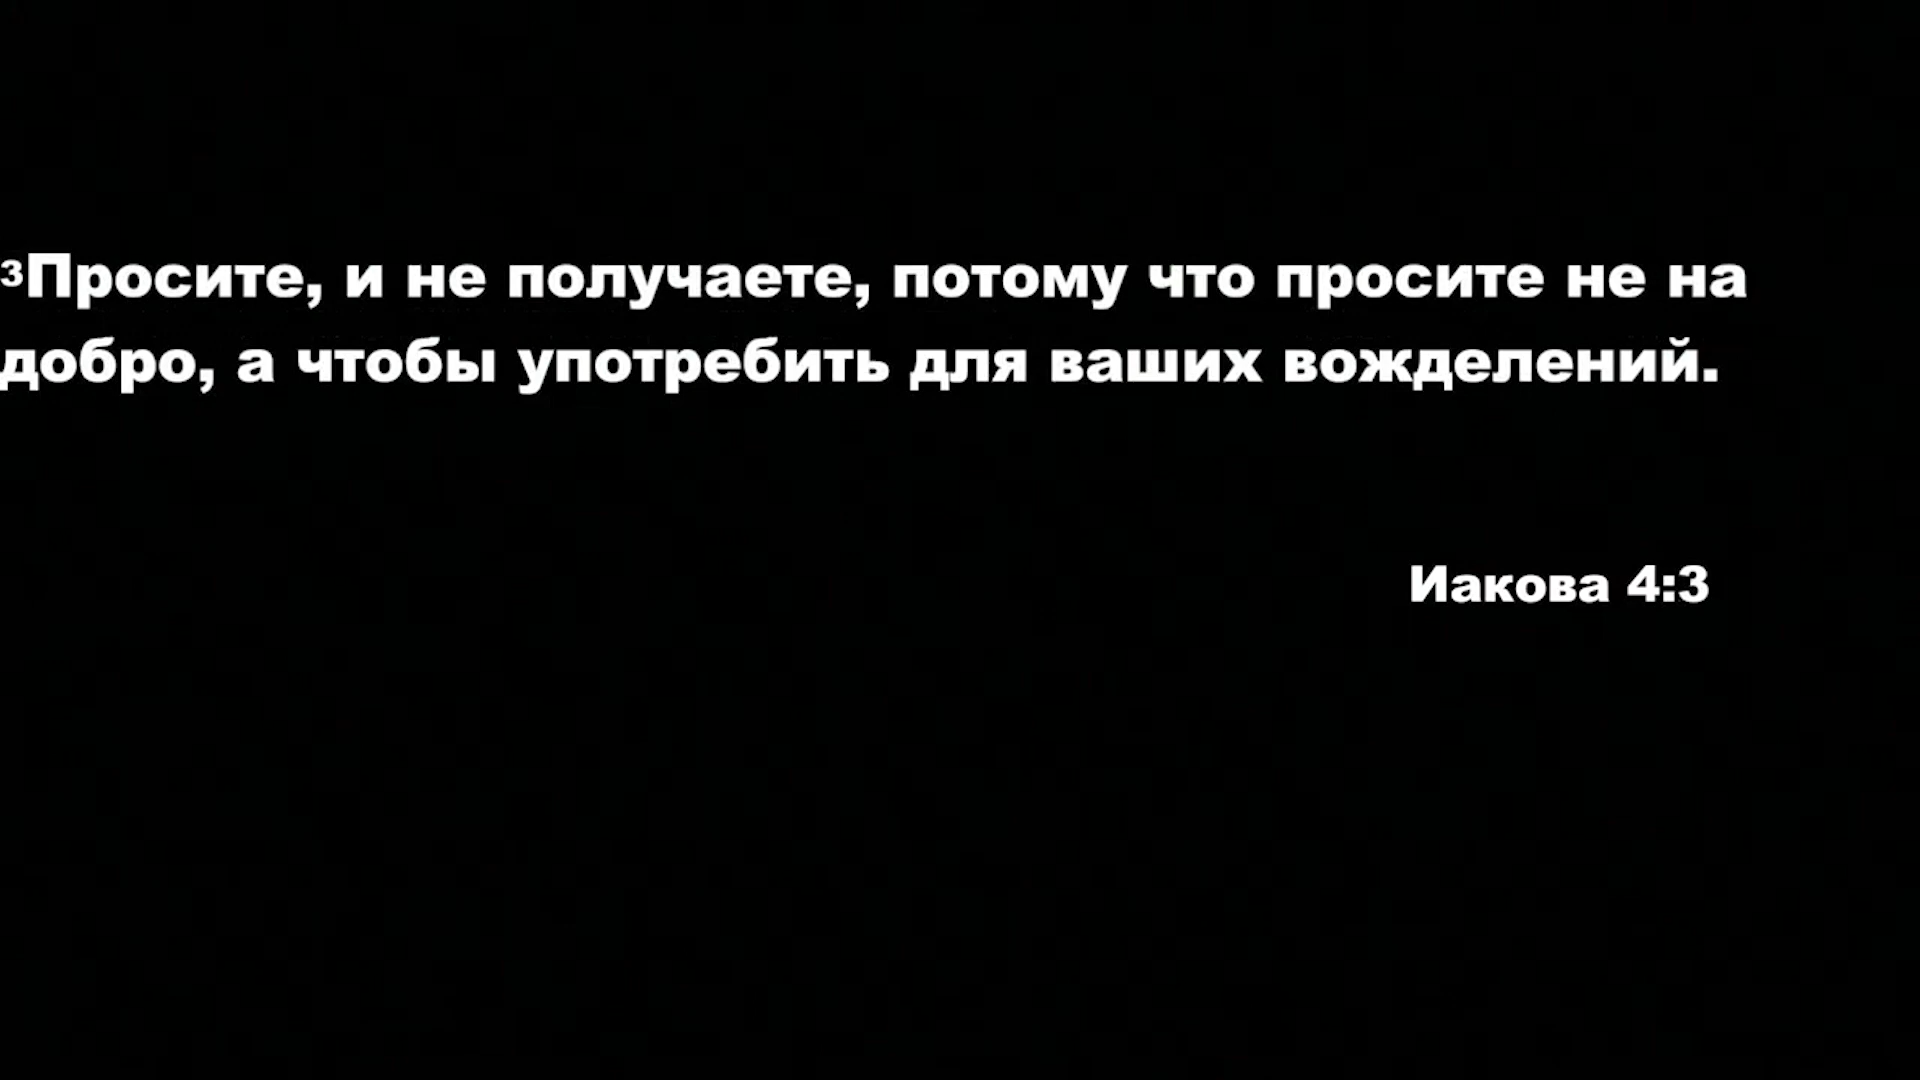 ³Просите, и не получаете, потому что просите не на
добро, а чтобы употребить для ваших вожделений.
Иакова 4:3